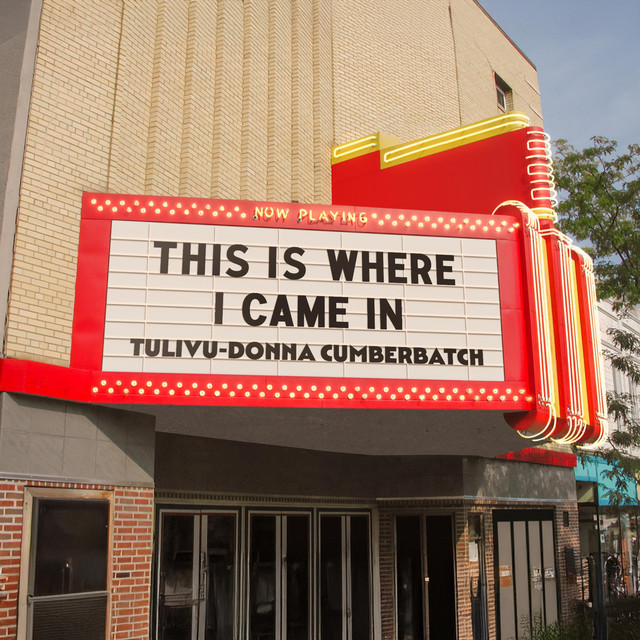 NOW PLAYING
THIS IS WHERE
I CAME IN
TULIVU-DONNA CUMBERBATCH